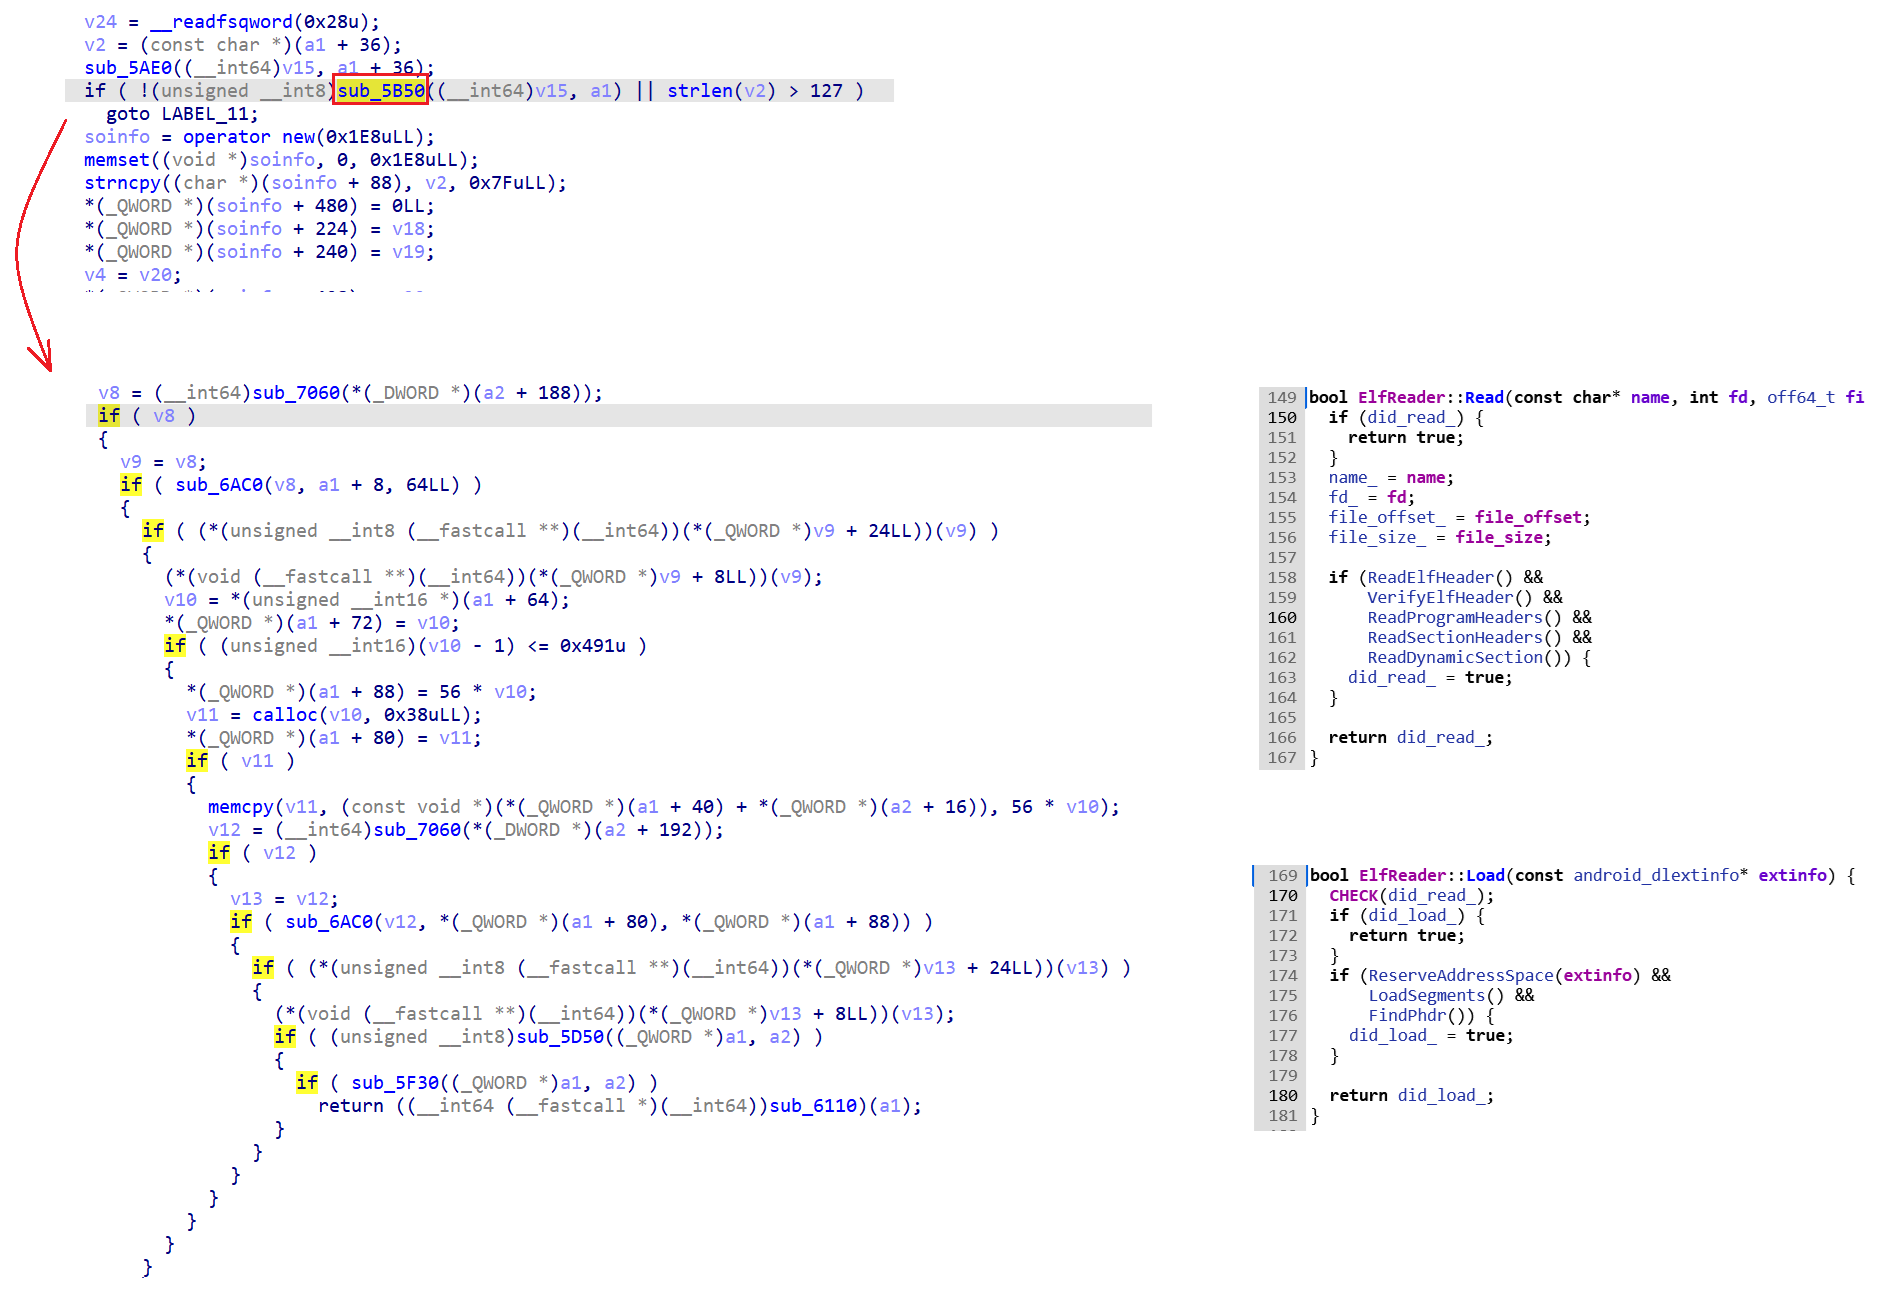 v24 = __readfsqword(0x28u);
v2 = (const char *)(a1 + 36);
sub_5AE0((__int64)v15, a1 + 36);
if ( !(unsigned __int8)sub_5B50((__int64)v15, a1) || strlen(v2) > 127 )
goto LABEL_11;
soinfo = operator new(0x1E8uLL);
memset((void *)soinfo, 0, 0x1E8uLL);
strncpy((char *)(soinfo + 88), v2, 0x7FuLL);
*(_QWORD *)(soinfo + 480) = 0LL;
*(_QWORD *)(soinfo + 224) = v18;
*(_QWORD *)(soinfo + 240) = v19;
v4 = v20;
v8 = (__int64)sub_7060(*(_DWORD *)(a2 + 188));
if ( v8 )
{
v9 = v8;
if ( sub_6AC0(v8, a1 + 8, 64LL) )
{
if ( (*(unsigned __int8 (__fastcall **)(__int64))(*(_QWORD *)v9 + 24LL))(v9) )
{
(*(void (__fastcall **)(__int64))(*(_QWORD *)v9 + 8LL))(v9);
v10 = *(unsigned __int16 *)(a1 + 64);
*(_QWORD *)(a1 + 72) = v10;
if ( (unsigned __int16)(v10 - 1) <= 0x491u )
{
*(_QWORD *)(a1 + 88) = 56 * v10;
v11 = calloc(v10, 0x38uLL);
*(_QWORD *)(a1 + 80) = v11;
if ( v11 )
{
memcpy(v11, (const void *)(*(_QWORD *)(a1 + 40) + *(_QWORD *)(a2 + 16)), 56 * v10);
v12 = (__int64)sub_7060(*(_DWORD *)(a2 + 192));
if ( v12 )
{
v13 = v12;
if ( sub_6AC0(v12, *(_QWORD *)(a1 + 80), *(_QWORD *)(a1 + 88)) )
{
if ( (*(unsigned __int8 (__fastcall **)(__int64))(*(_QWORD *)v13 + 24LL))(v13) )
{
(*(void (__fastcall **)(__int64))(*(_QWORD *)v13 + 8LL))(v13);
if ( (unsigned __int8)sub_5D50((_QWORD *)a1, a2) )
{
if ( sub_5F30((_QWORD *)a1, a2) )
return ((__int64 (__fastcall *)(__int64))sub_6110)(a1);
}
}
}
}
}
}
}
149 bool ElfReader::Read(const char* name, int fd, off64_t fi
150 if (did_read_) {
151 return true;
152 }
153 name_ = name;
154 fd_ = fd;
155 file_offset_ = file_offset;
156 file_size_ = file_size;
157
158 if (ReadElfHeader() &&
159 VerifyElfHeader() &&
160 ReadProgramHeaders() &&
161 ReadSectionHeaders() &&
162 ReadDynamicSection()) {
163 did_read_ = true;
164 }
165
166 return did_read_;
167 }
169 bool ElfReader::Load(const android_dlextinfo* extinfo) {
170 CHECK(did_read_);
171 if (did_load_) {
172 return true;
173 }
174 if (ReserveAddressSpace(extinfo) &&
175 LoadSegments() &&
176 FindPhdr()) {
177 did_load_ = true;
178 }
179
180 return did_load_;
181 }